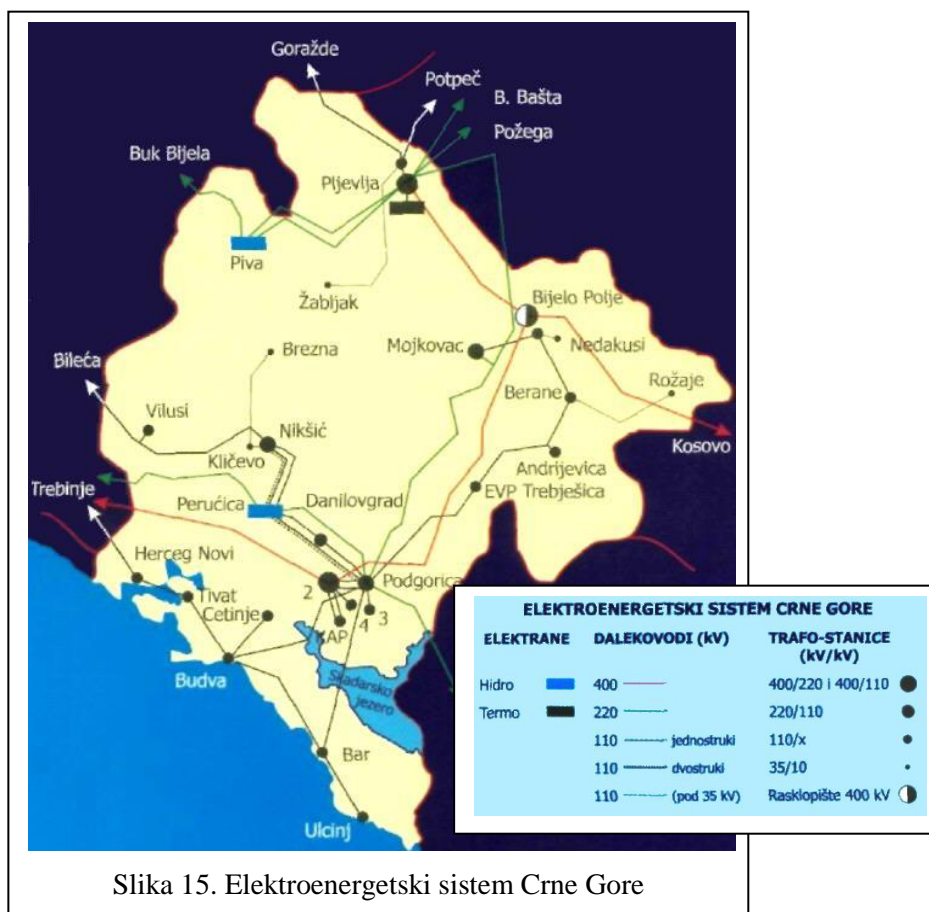 Goražde
Potpeč
B. Bašta
Požega
Buk Bijela
Pljevlja
Piva
Žabljak
Bijelo Polje
Brezna
Mojkovac
Nedakusi
Bileća
Rožaje
Berane
Vilusi
Nikšić
Kosovo
Kličevo
Andrijevica
Trebinje
Perućica
Danilovgrad
EVP Trebješica
Herceg Novi
Podgorica
Tivat
2
Cetinje
3
4
KAP
Budva
Skadarsko
jezero
Bar
Ulcinj
ELEKTROENERGETSKI SISTEM CRNE GORE
ELEKTRANE DALEKOVODI (kV) TRAFO-STANICE
(kV/kV)
Hidro 400 400/220 i 400/110
Termo 220 220/110
110 jednostruki 110/x
110 dvostruki 35/10
110 (pod 35 kV) Rasklopište 400 kV
Slika 15. Elektroenergetski sistem Crne Gore